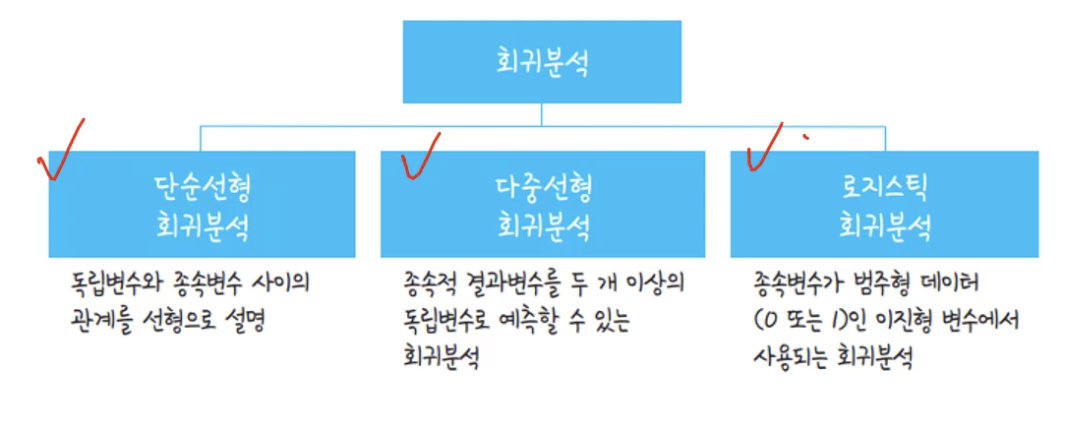 회귀분석
단순선형
회귀분석
독립변수와 종속변수 사이의
관계를 선형으로 설명
다중선형
회귀분석
종속적 결과변수를 두 개 이상의
독립변수로 예측할 수 있는
회귀분석
로지스틱
회귀분석
종속변수가 범주형 데이터
(0 또는 1)인 이진형 변수에서
사용되는 회귀분석